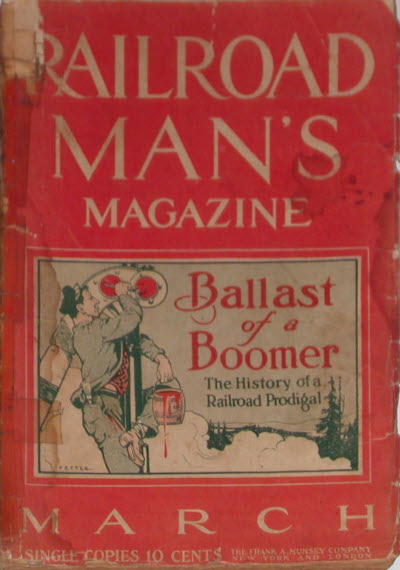 RAILROAD
MAN'S
MAGAZINE
Ballast
of a
Boomer
The History of a
Railroad Prodigal
MARCH
SINGLE COPIES 10 CENTS THE FRANK A. MUNSEY COMPANY
NEW YORK AND LONDON